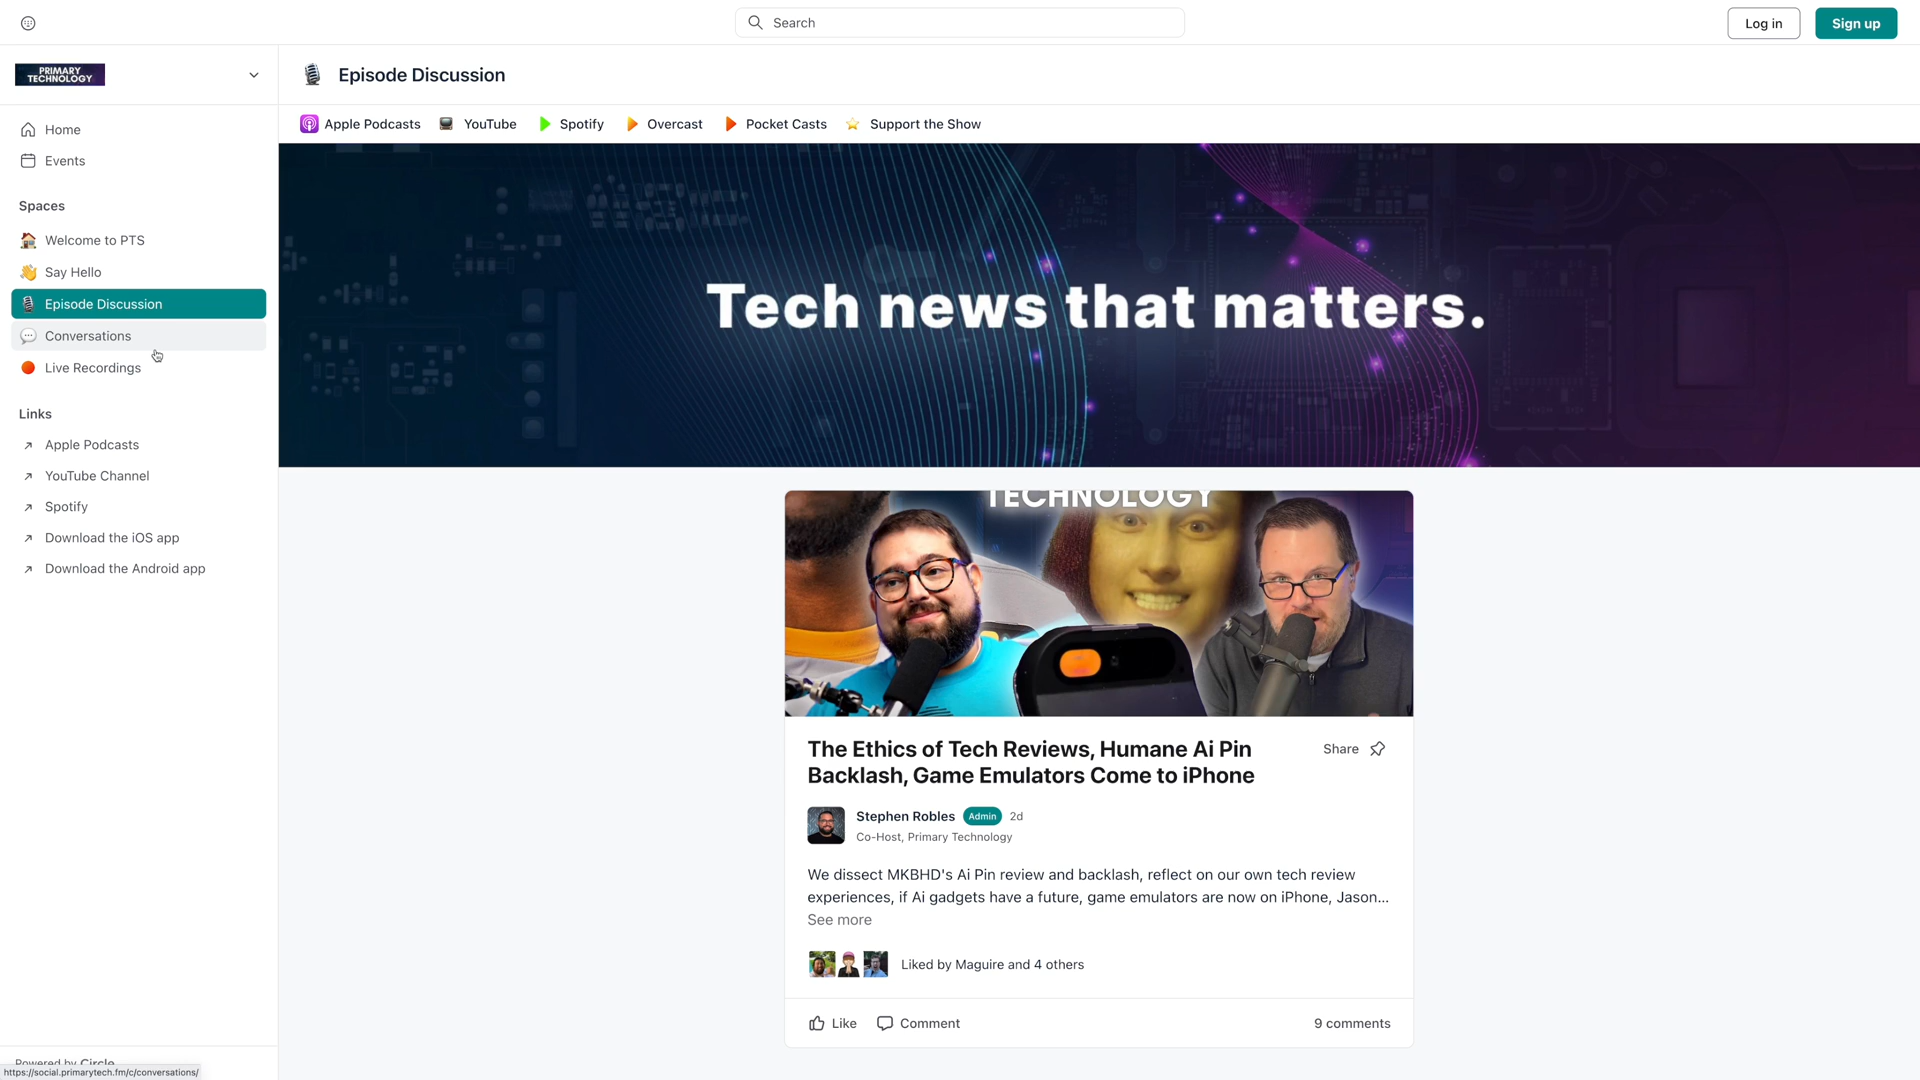 Search
Log in
Sign up
PRIMARY
TECHNOLOGY
Episode Discussion
Home
Events
Apple Podcasts
YouTube
Spotify
Overcast
Pocket Casts
Support the Show
Spaces
Welcome to PTS
Say Hello
Episode Discussion
Conversations
Live Recordings
Links
Apple Podcasts
YouTube Channel
Spotify
Download the iOS app
Download the Android app
Tech news that matters.
TECHNOLOGY
The Ethics of Tech Reviews, Humane Ai Pin
Backlash, Game Emulators Come to iPhone
Share
Stephen Robles Admin 2d
Co-Host, Primary Technology
We dissect MKBHD's Ai Pin review and backlash, reflect on our own tech review
experiences, if Ai gadgets have a future, game emulators are now on iPhone, Jason...
See more
Liked by Maguire and 4 others
Like
Comment
9 comments
Powered by Circle
https://social.primarytech.fm/c/conversations/